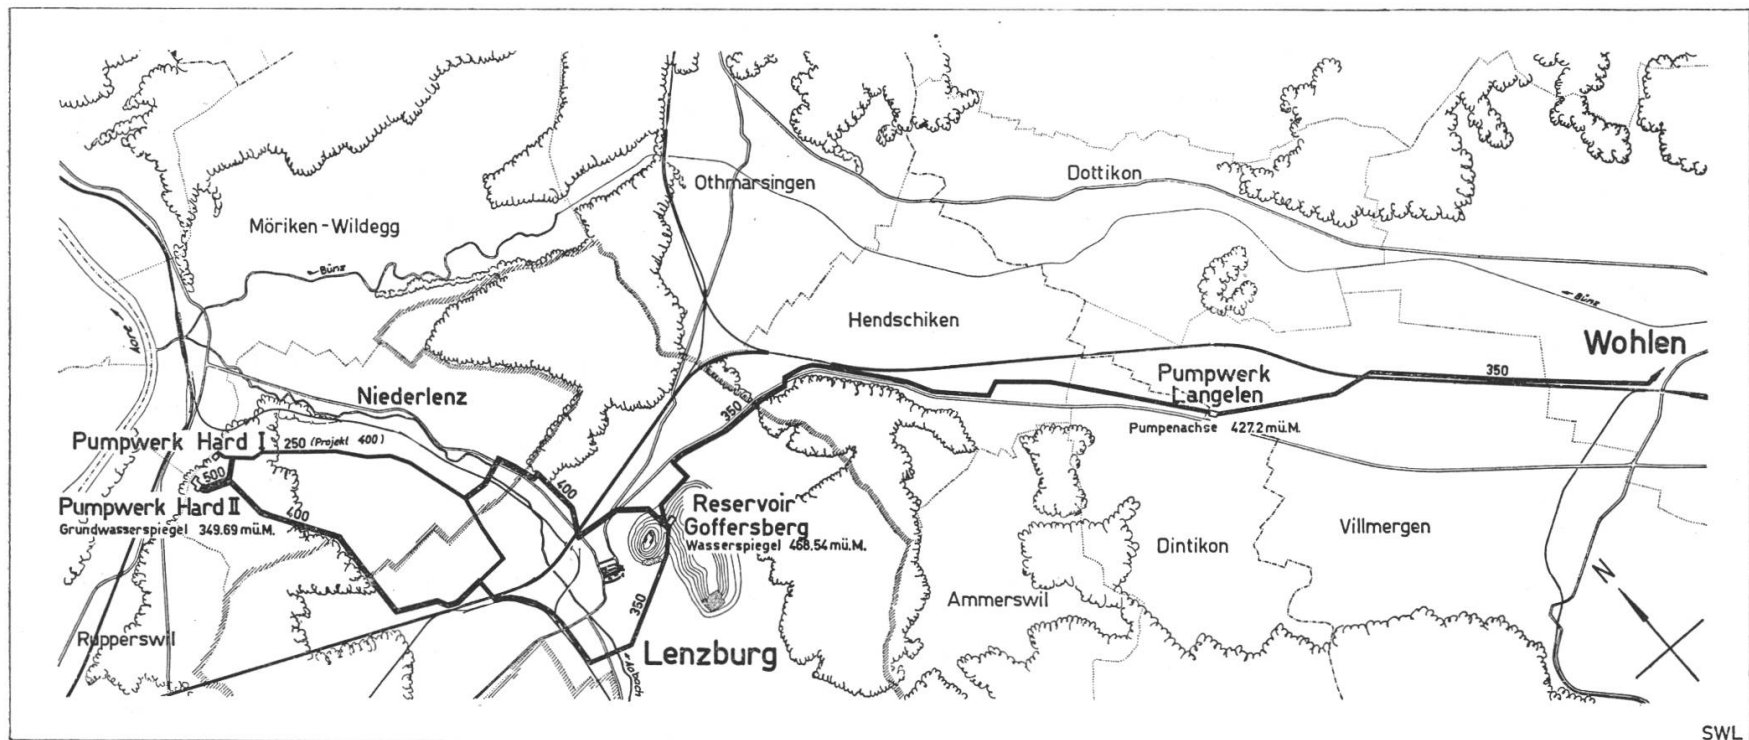 Othmarsingen
Dottikon
Möriken-Wildegg
Bünz
Aare
Hendschiken
Bünz
Wohlen
350
Niederlenz
Pumpwerk
Langelen
Pumpenachse 427.2 mü.M.
350
Pumpwerk Hard I
250 (Projekt 400)
500
Pumpwerk Hard II
Grundwasserspiegel 349.69 mü.M.
400
400
Reservoir
Goffersberg
Wasserspiegel 468.54 mü.M.
Villmergen
Dintikon
Ammerswil
N
350
Rupperswil
Lenzburg
Aabach
SWL